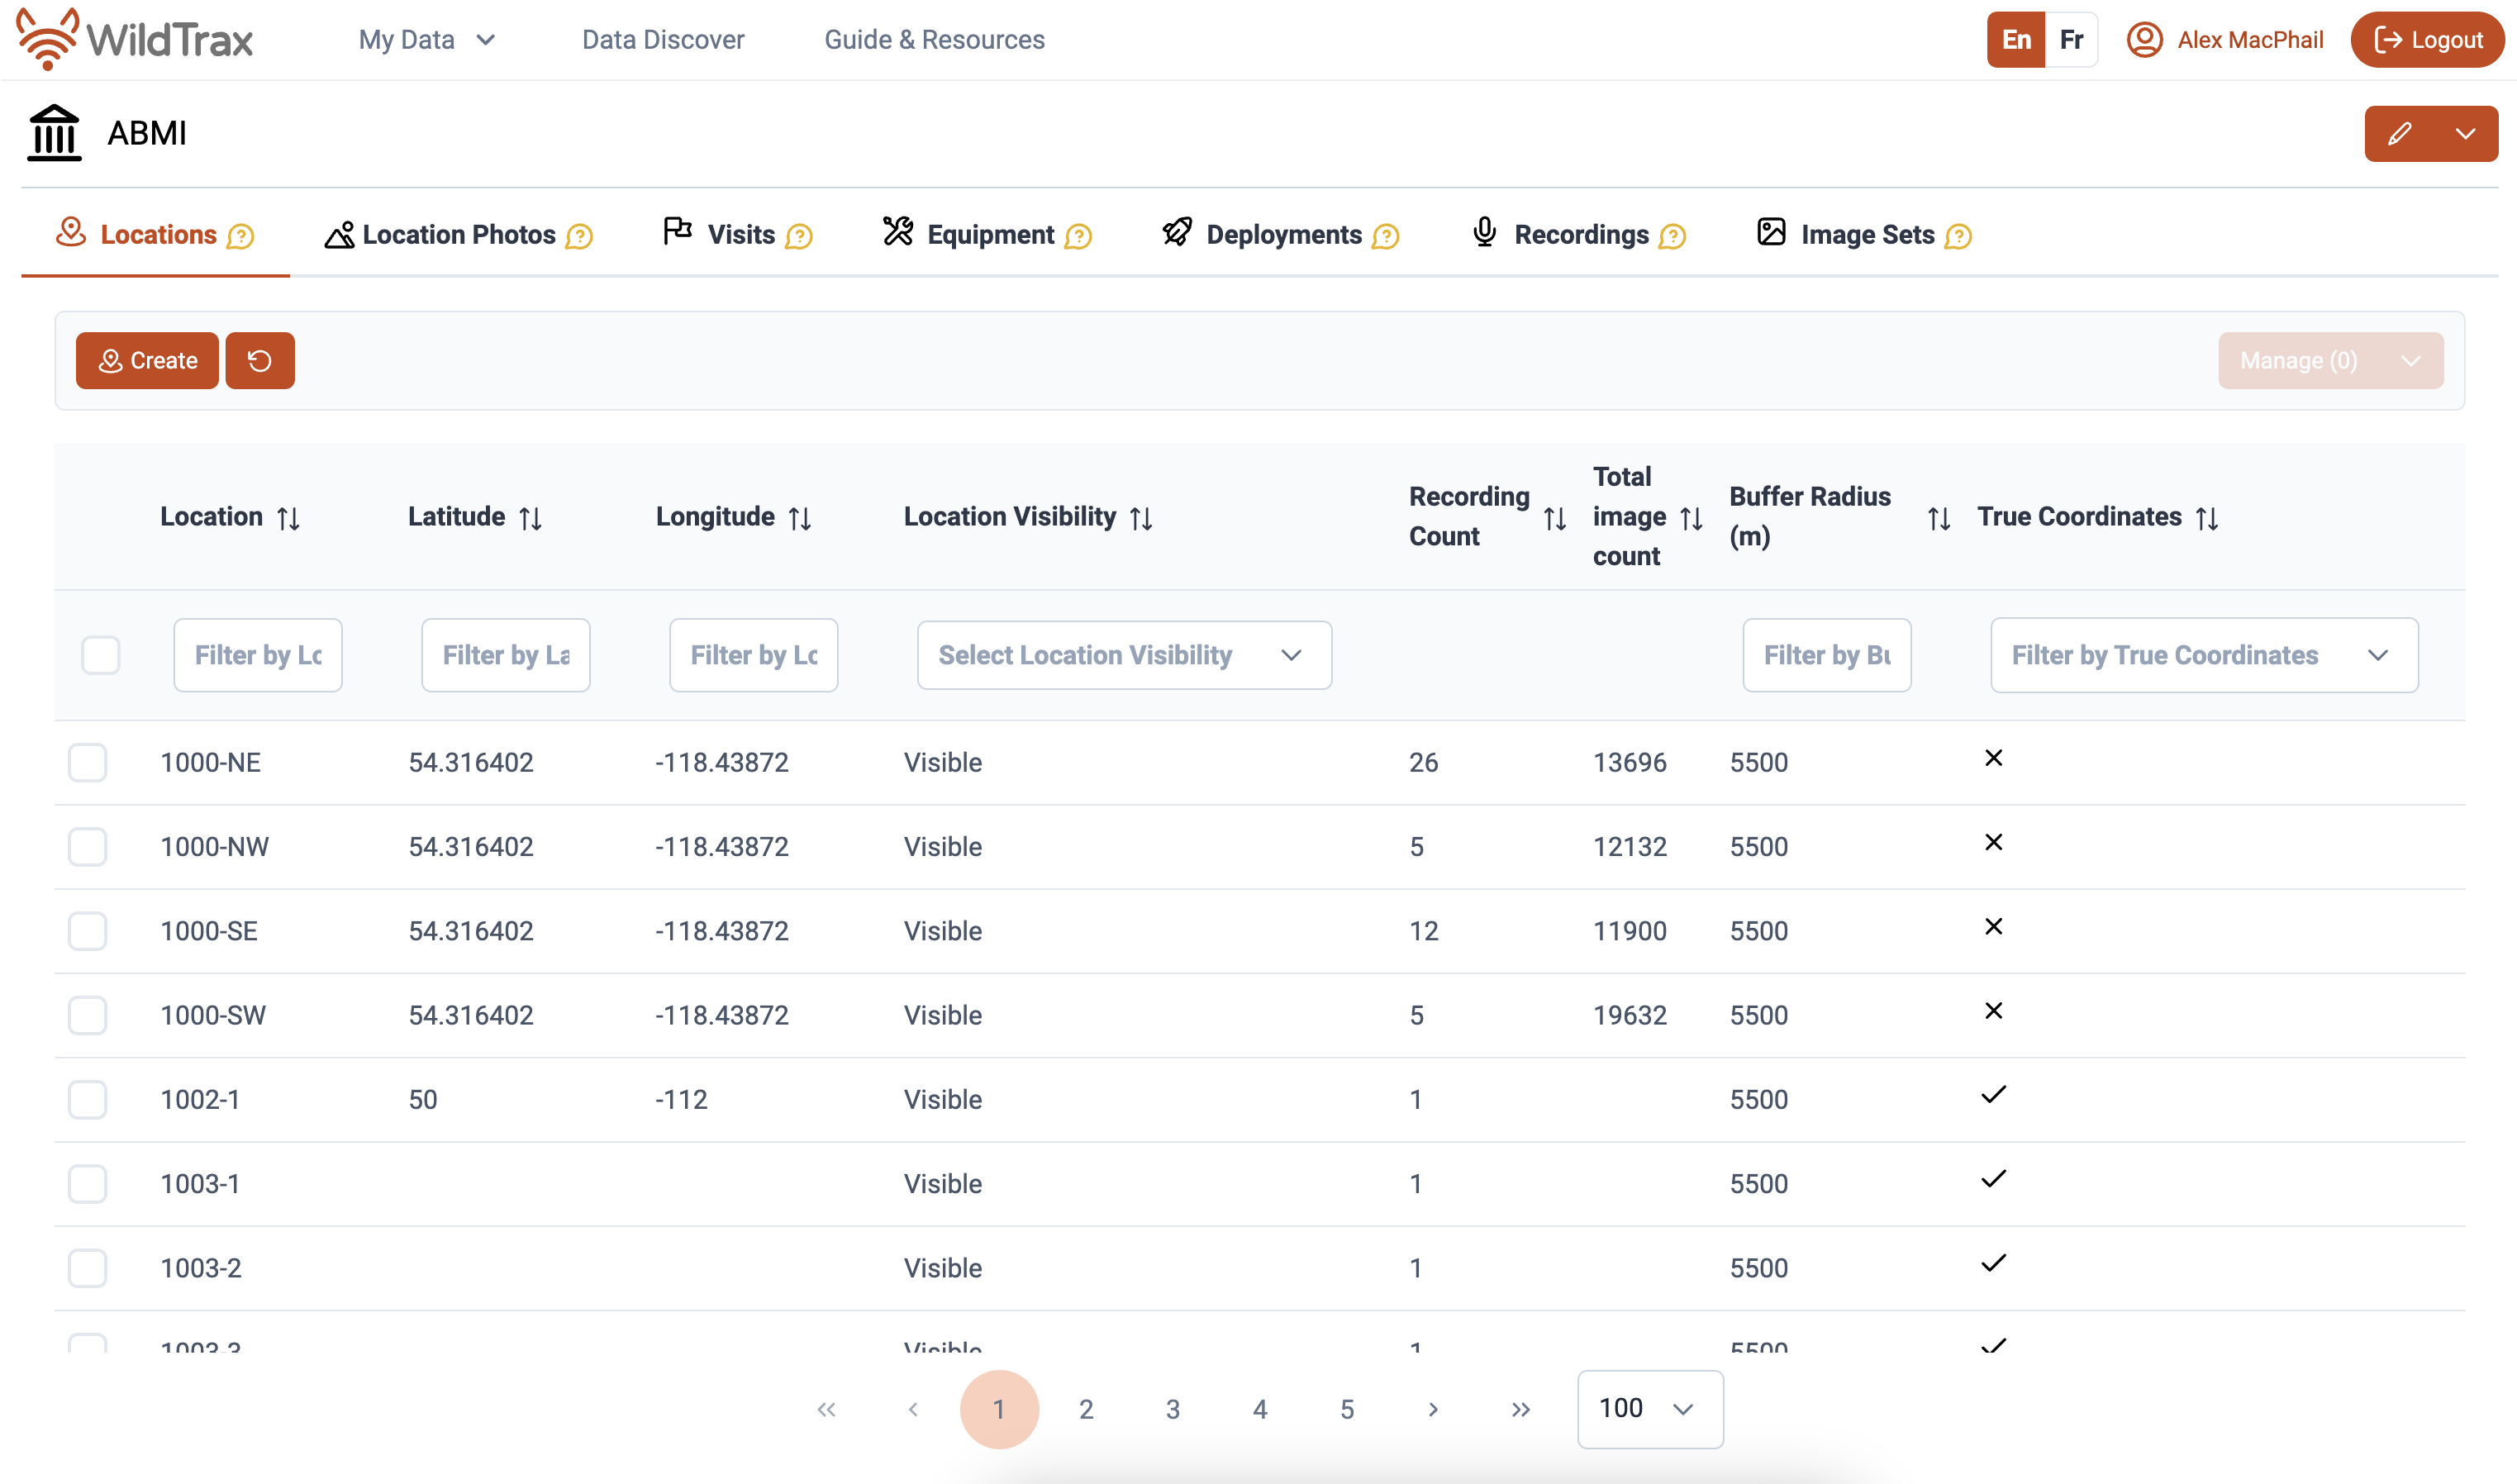 WildTrax My Data Data Discover Guide & Resources En Fr Alex MacPhail Logout
ABMI
Locations Location Photos Visits Equipment Deployments Recordings Image Sets
Create Manage (0)
Location Latitude Longitude Location Visibility Recording Count Total image count Buffer Radius (m) True Coordinates
Filter by Lo Filter by La Filter by Lo Select Location Visibility Filter by Bu Filter by True Coordinates
1000-NE 54.316402 -118.43872 Visible 26 13696 5500
1000-NW 54.316402 -118.43872 Visible 5 12132 5500
1000-SE 54.316402 -118.43872 Visible 12 11900 5500
1000-SW 54.316402 -118.43872 Visible 5 19632 5500
1002-1 50 -112 Visible 1 5500
1003-1 Visible 1 5500
1003-2 Visible 1 5500
1003-3 Visible 1 5500
« ‹ 1 2 3 4 5 › » 100